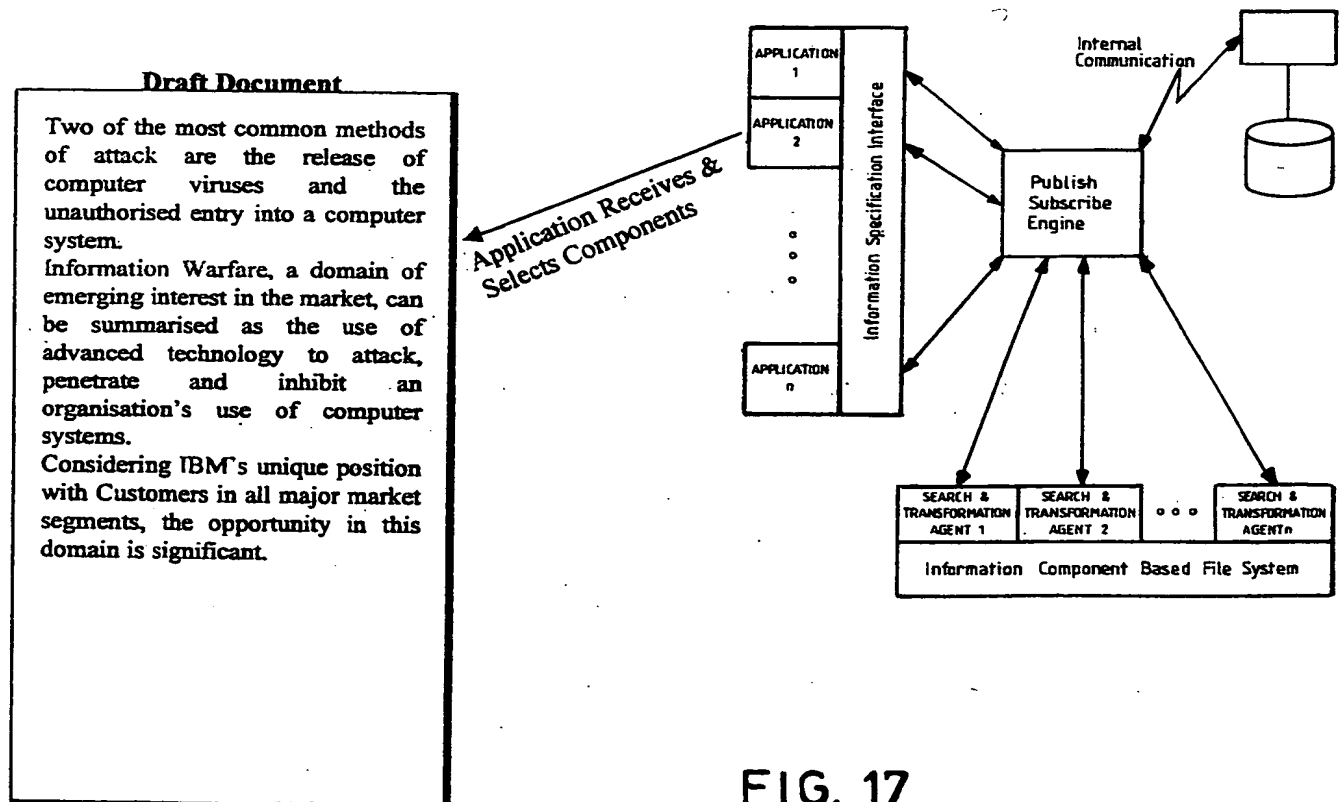 Draft Document
Two of the most common methods
of attack are the release of
computer viruses and the
unauthorised entry into a computer
system.
Information Warfare, a domain of
emerging interest in the market, can
be summarised as the use of
advanced technology to attack,
penetrate and inhibit an
organisation's use of computer
systems.
Considering IBM's unique position
with Customers in all major market
segments, the opportunity in this
domain is significant.
Application Receives &
Selects Components
APPLICATION
1
APPLICATION
2
APPLICATION
n
Information Specification Interface
Internal
Communication
Publish
Subscribe
Engine
SEARCH &
TRANSFORMATION
AGENT 1
SEARCH &
TRANSFORMATION
AGENT 2
SEARCH &
TRANSFORMATION
AGENTn
Information Component Based File System
FIG. 17